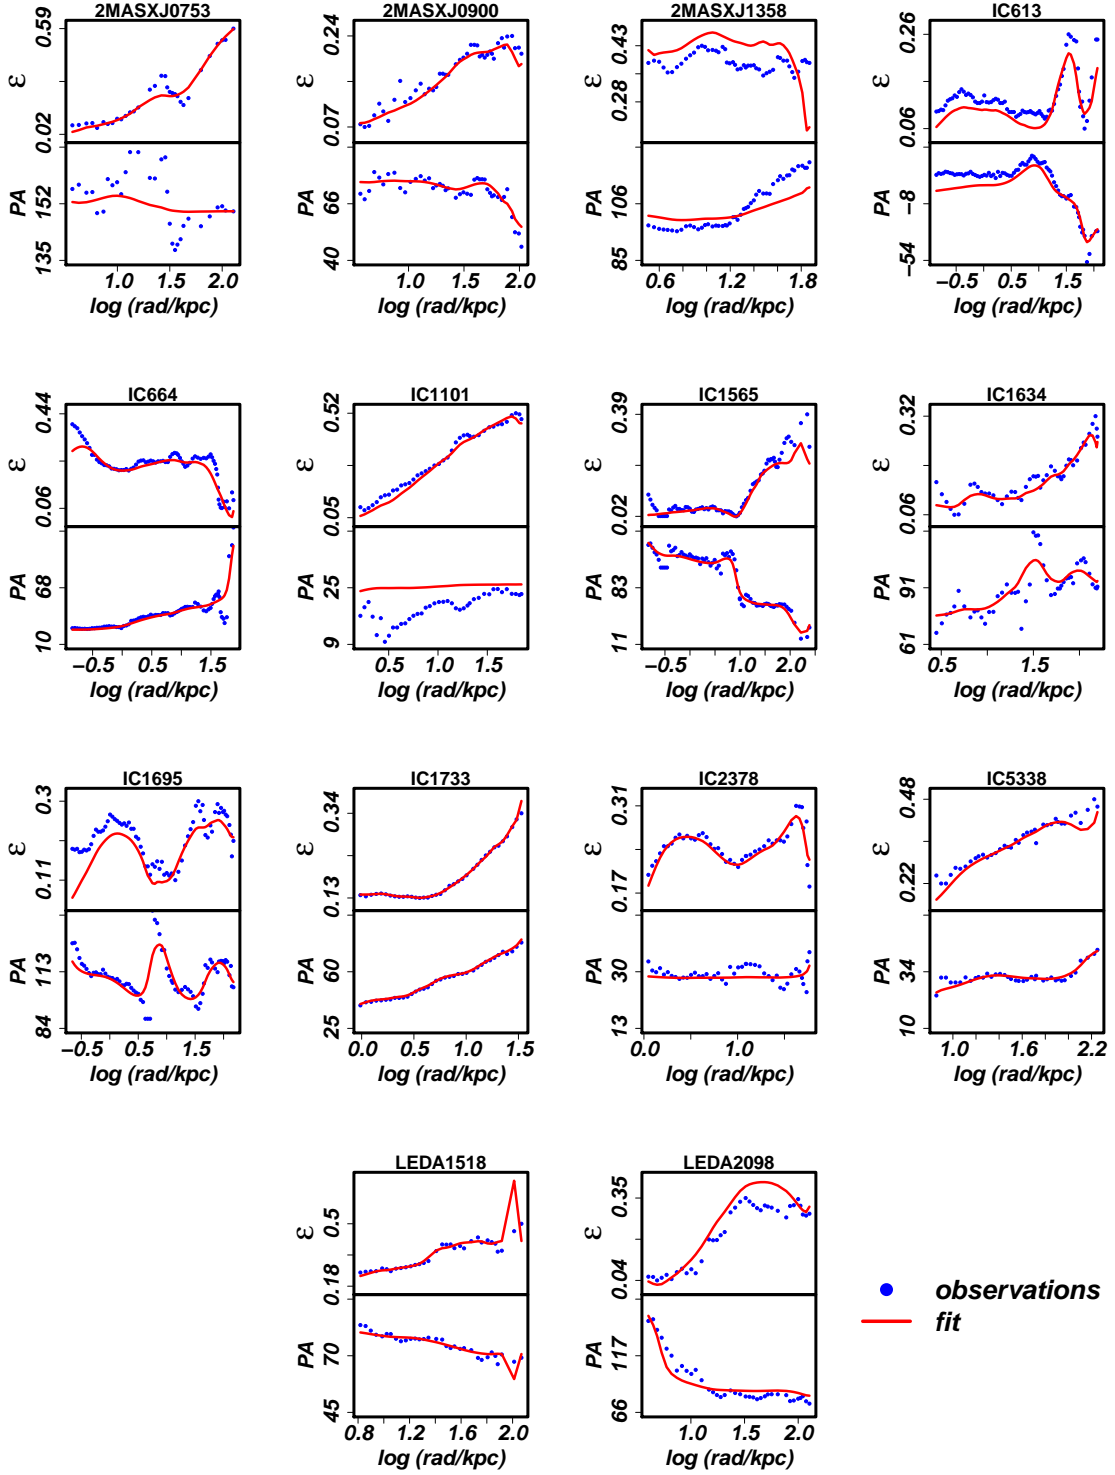 2MASXJ0753 2MASXJ0900 2MASXJ1358 IC613
ε 0.59 0.02 ε 0.24 0.07 ε 0.43 0.28 ε 0.26 0.06
PA 152 135 PA 66 40 PA 106 85 PA -8 -54
1.0 1.5 2.0 1.0 1.5 2.0 0.6 1.2 1.8 -0.5 0.5 1.5
log (rad/kpc) log (rad/kpc) log (rad/kpc) log (rad/kpc)
IC664 IC1101 IC1565 IC1634
ε 0.44 0.06 ε 0.52 0.05 ε 0.39 0.02 ε 0.32 0.06
PA 68 10 PA 25 9 PA 83 11 PA 91 61
-0.5 0.5 1.5 0.5 1.0 1.5 -0.5 1.0 2.0 0.5 1.5
log (rad/kpc) log (rad/kpc) log (rad/kpc) log (rad/kpc)
IC1695 IC1733 IC2378 IC5338
ε 0.3 0.11 ε 0.34 0.13 ε 0.31 0.17 ε 0.48 0.22
PA 113 84 PA 60 25 PA 30 13 PA 34 10
-0.5 0.5 1.5 0.0 0.5 1.0 1.5 0.0 1.0 1.0 1.6 2.2
log (rad/kpc) log (rad/kpc) log (rad/kpc) log (rad/kpc)
LEDA1518 LEDA2098
ε 0.5 0.18 ε 0.35 0.04
PA 70 45 PA 117 66
0.8 1.2 1.6 2.0 1.0 1.5 2.0
log (rad/kpc) log (rad/kpc)
observations
fit